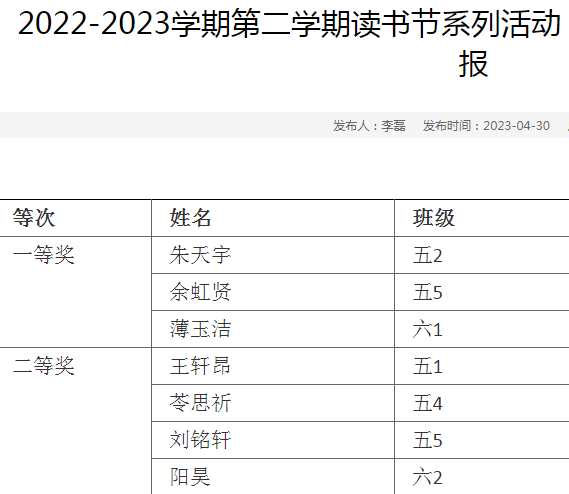 2022-2023学期第二学期读书节系列活动
报
发布人：李磊 发布时间：2023-04-30
等次 姓名 班级
一等奖 朱天宇 五2
余虹贤 五5
薄玉洁 六1
二等奖 王轩昂 五1
苓思祈 五4
刘铭轩 五5
阳昊 六2